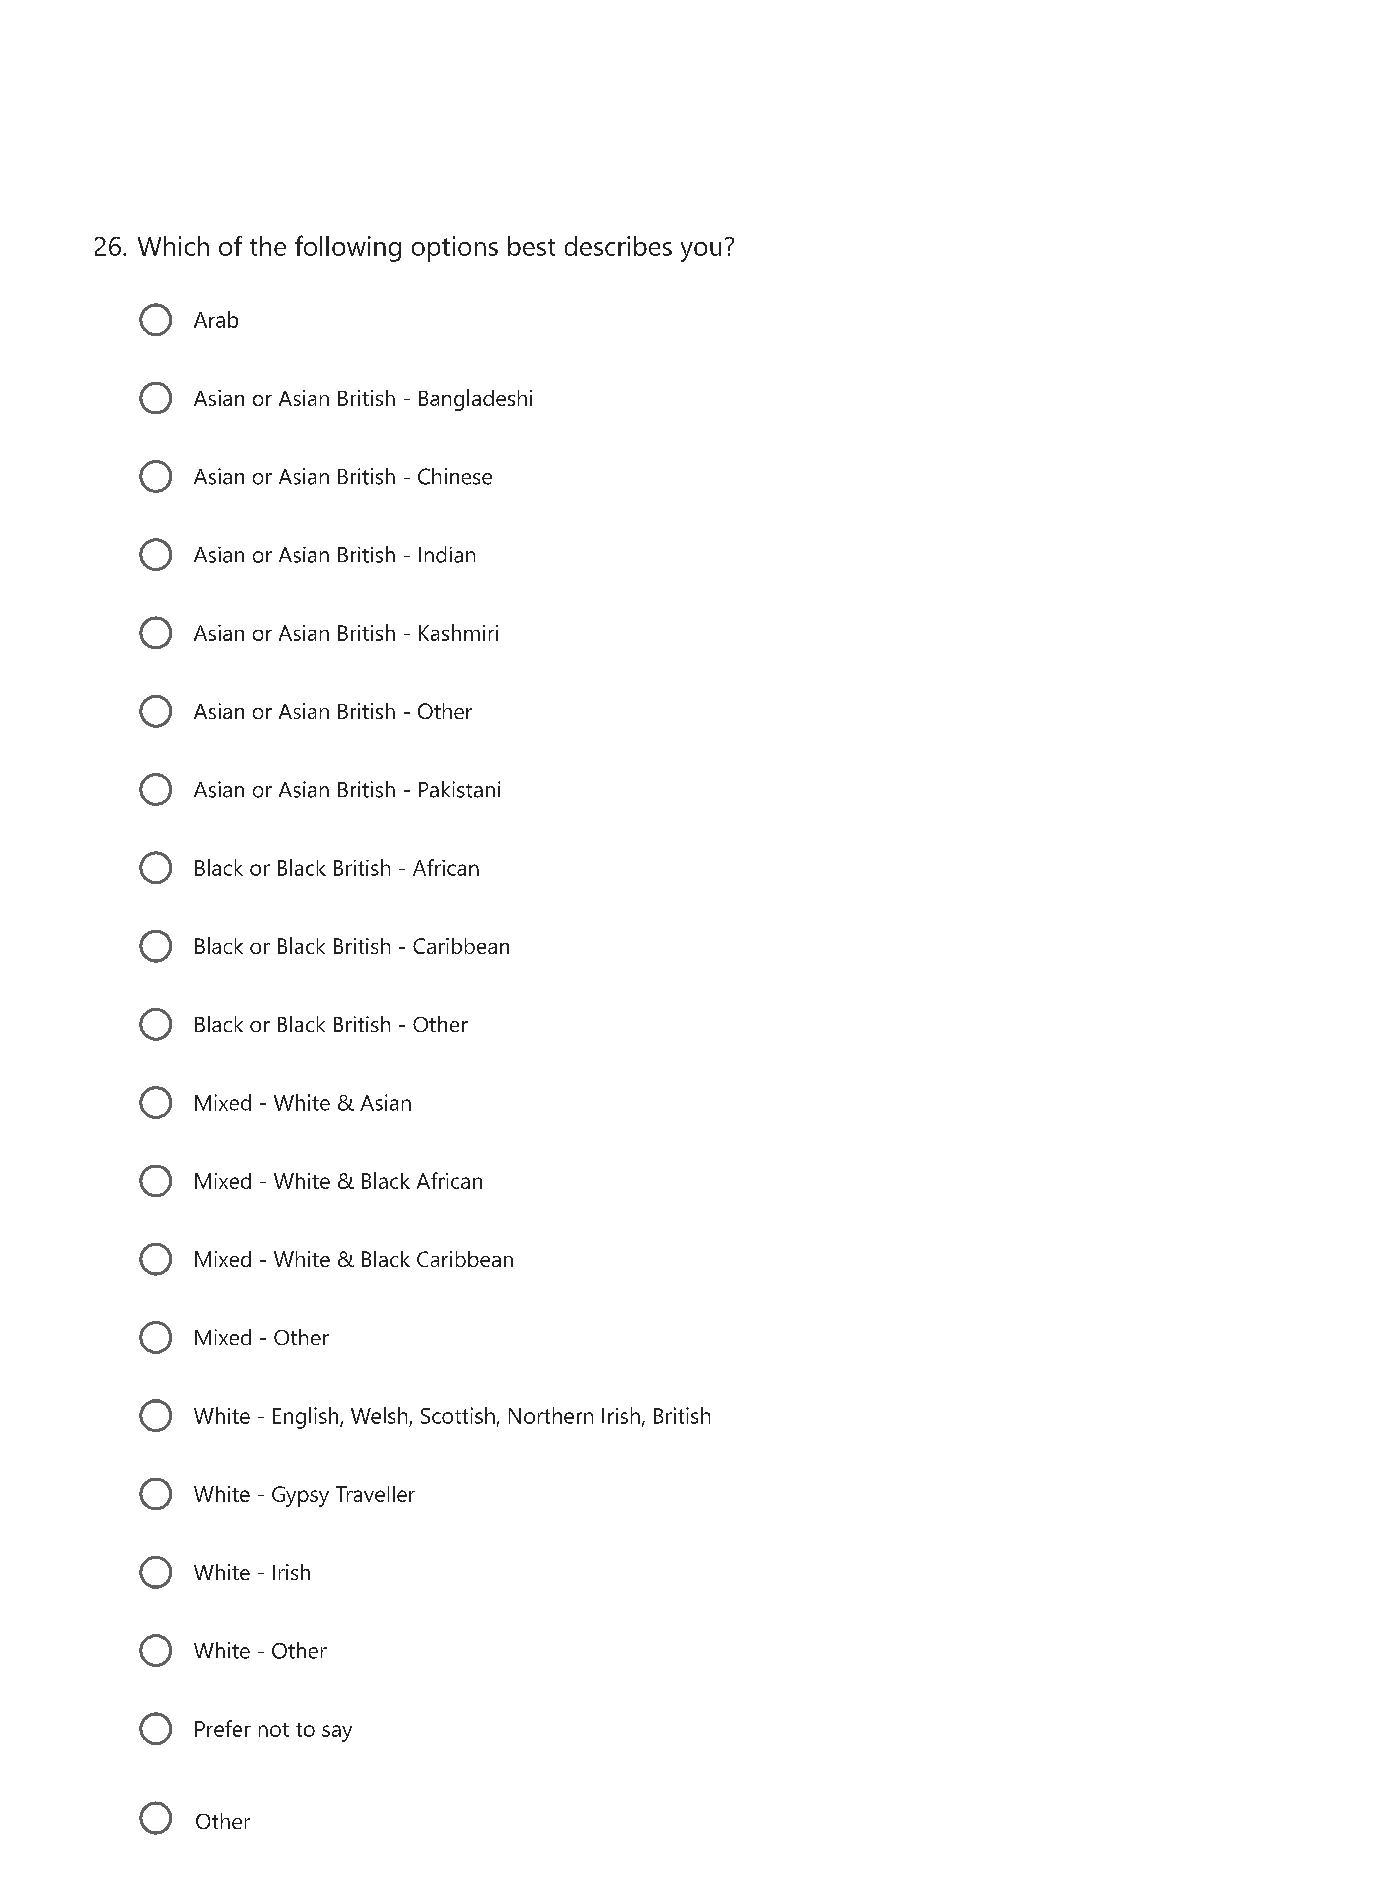 26. Which of the following options best describes you?
Arab
Asian or Asian British - Bangladeshi
Asian or Asian British - Chinese
Asian or Asian British - Indian
Asian or Asian British - Kashmiri
Asian or Asian British - Other
Asian or Asian British - Pakistani
Black or Black British - African
Black or Black British - Caribbean
Black or Black British - Other
Mixed - White & Asian
Mixed - White & Black African
Mixed - White & Black Caribbean
Mixed - Other
White - English, Welsh, Scottish, Northern Irish, British
White - Gypsy Traveller
White - Irish
White - Other
Prefer not to say
Other